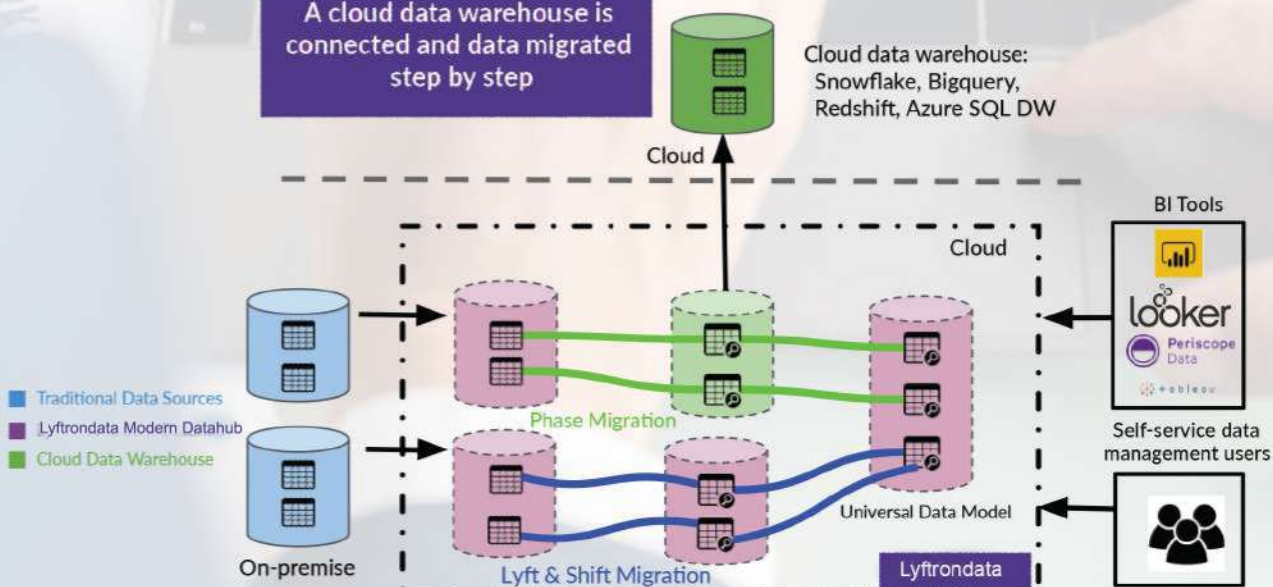 A cloud data warehouse is
connected and data migrated
step by step
Cloud data warehouse:
Snowflake, Bigquery,
Redshift, Azure SQL DW
Cloud
BI Tools
Cloud
looker
Periscope
Data
+ableau
Traditional Data Sources
Lyftrondata Modern Datahub
Cloud Data Warehouse
Phase Migration
Self-service data
management users
Universal Data Model
On-premise
Lyft & Shift Migration
Lyftrondata